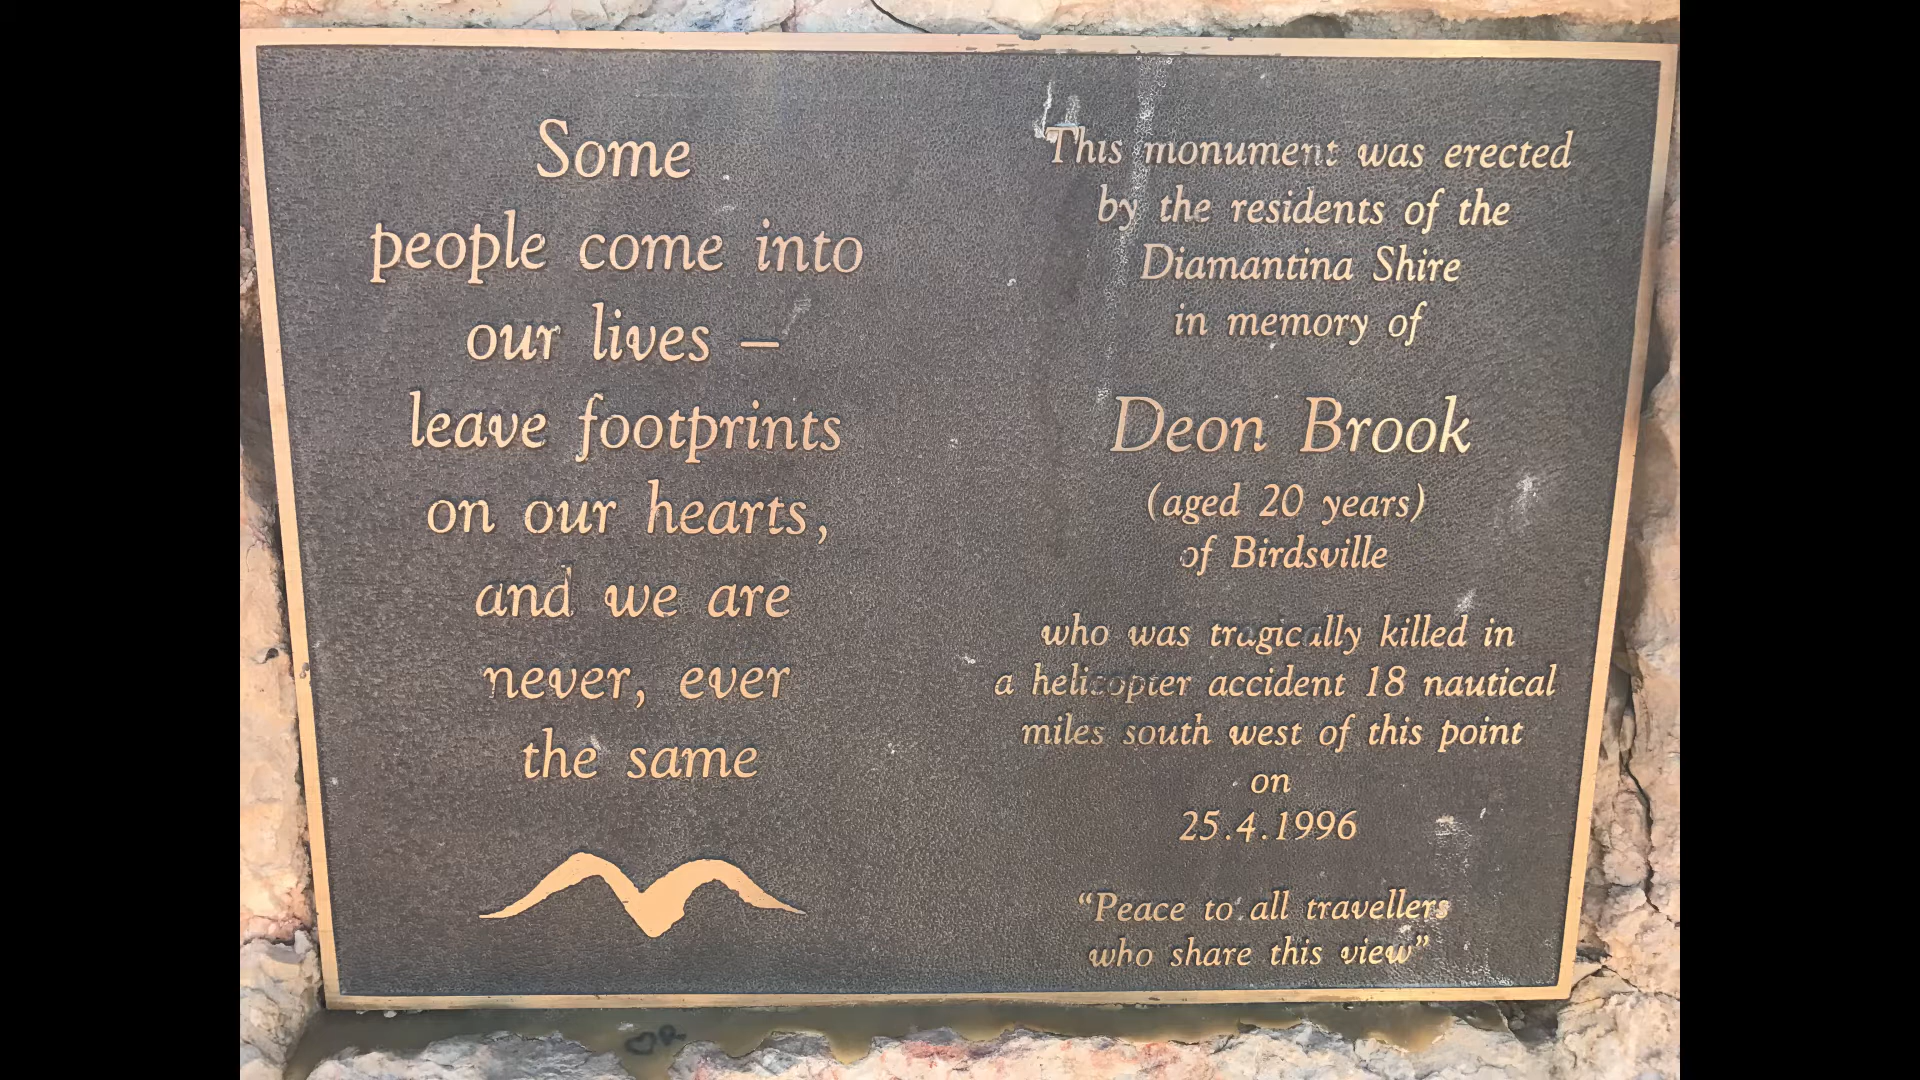 Some
people come into
our lives –
leave footprints
on our hearts,
and we are
never, ever
the same
This monument was erected
by the residents of the
Diamantina Shire
in memory of
Deon Brook
(aged 20 years)
of Birdsville
who was tragically killed in
a helicopter accident 18 nautical
miles south west of this point
on
25.4.1996
“Peace to all travellers
who share this view”